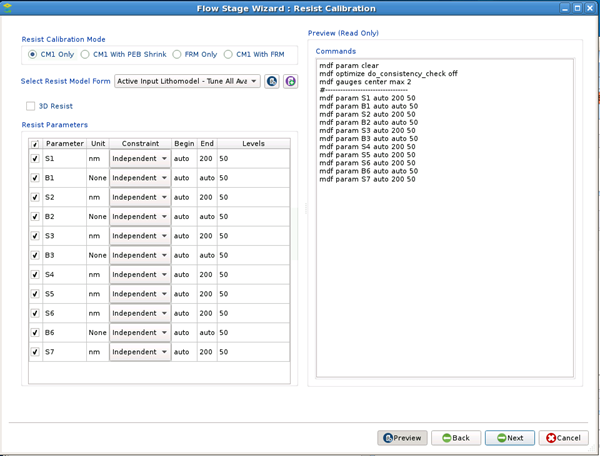 Flow Stage Wizard : Resist Calibration
Resist Calibration Mode
CM1 Only CM1 With PEB Shrink FRM Only CM1 With FRM
Select Resist Model Form Active Input Lithomodel - Tune All Ava
3D Resist
Resist Parameters
Parameter Unit Constraint Begin End Levels
S1 nm Independent auto 200 50
B1 None Independent auto auto 50
S2 nm Independent auto 200 50
B2 None Independent auto auto 50
S3 nm Independent auto 200 50
B3 None Independent auto auto 50
S4 nm Independent auto 200 50
S5 nm Independent auto 200 50
S6 nm Independent auto 200 50
B6 None Independent auto auto 50
S7 nm Independent auto 200 50
Preview (Read Only)
Commands
mdf param clear
mdf optimize do_consistency_check off
mdf gauges center max 2
#---------------------------------
mdf param S1 auto 200 50
mdf param B1 auto auto 50
mdf param S2 auto 200 50
mdf param B2 auto auto 50
mdf param S3 auto 200 50
mdf param B3 auto auto 50
mdf param S4 auto 200 50
mdf param S5 auto 200 50
mdf param S6 auto 200 50
mdf param B6 auto auto 50
mdf param S7 auto 200 50
Preview Back Next Cancel